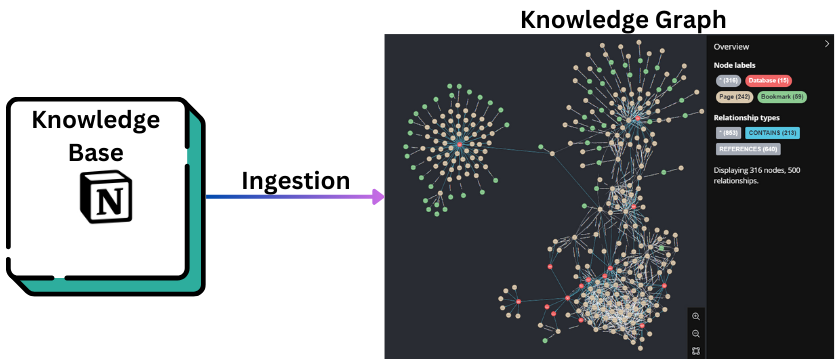 Knowledge Graph
Knowledge
Base
N
Ingestion
Overview
Node labels
* (316) Database (15)
Page (242) Bookmark (59)
Relationship types
* (853) CONTAINS (213)
REFERENCES (640)
Displaying 316 nodes, 500
relationships.